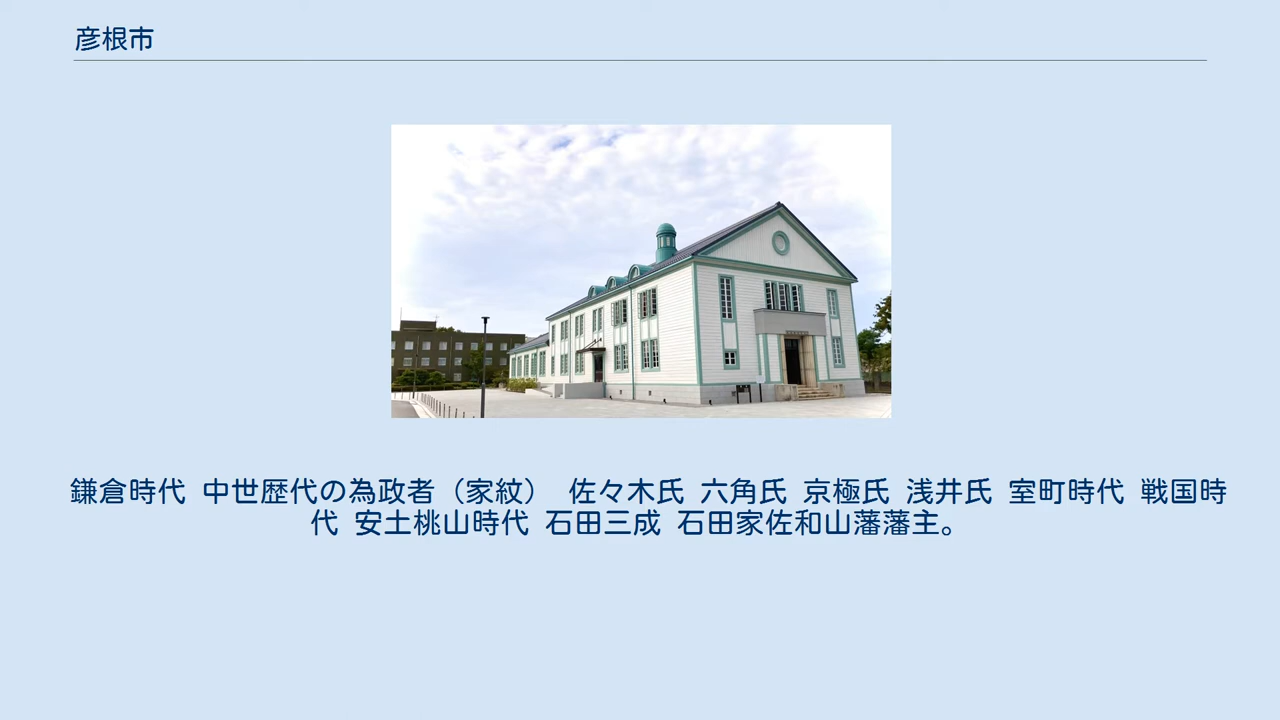 彦根市
鎌倉時代 中世歴代の為政者（家紋） 佐々木氏 六角氏 京極氏 浅井氏 室町時代 戦国時
代 安土桃山時代 石田三成 石田家佐和山藩藩主。